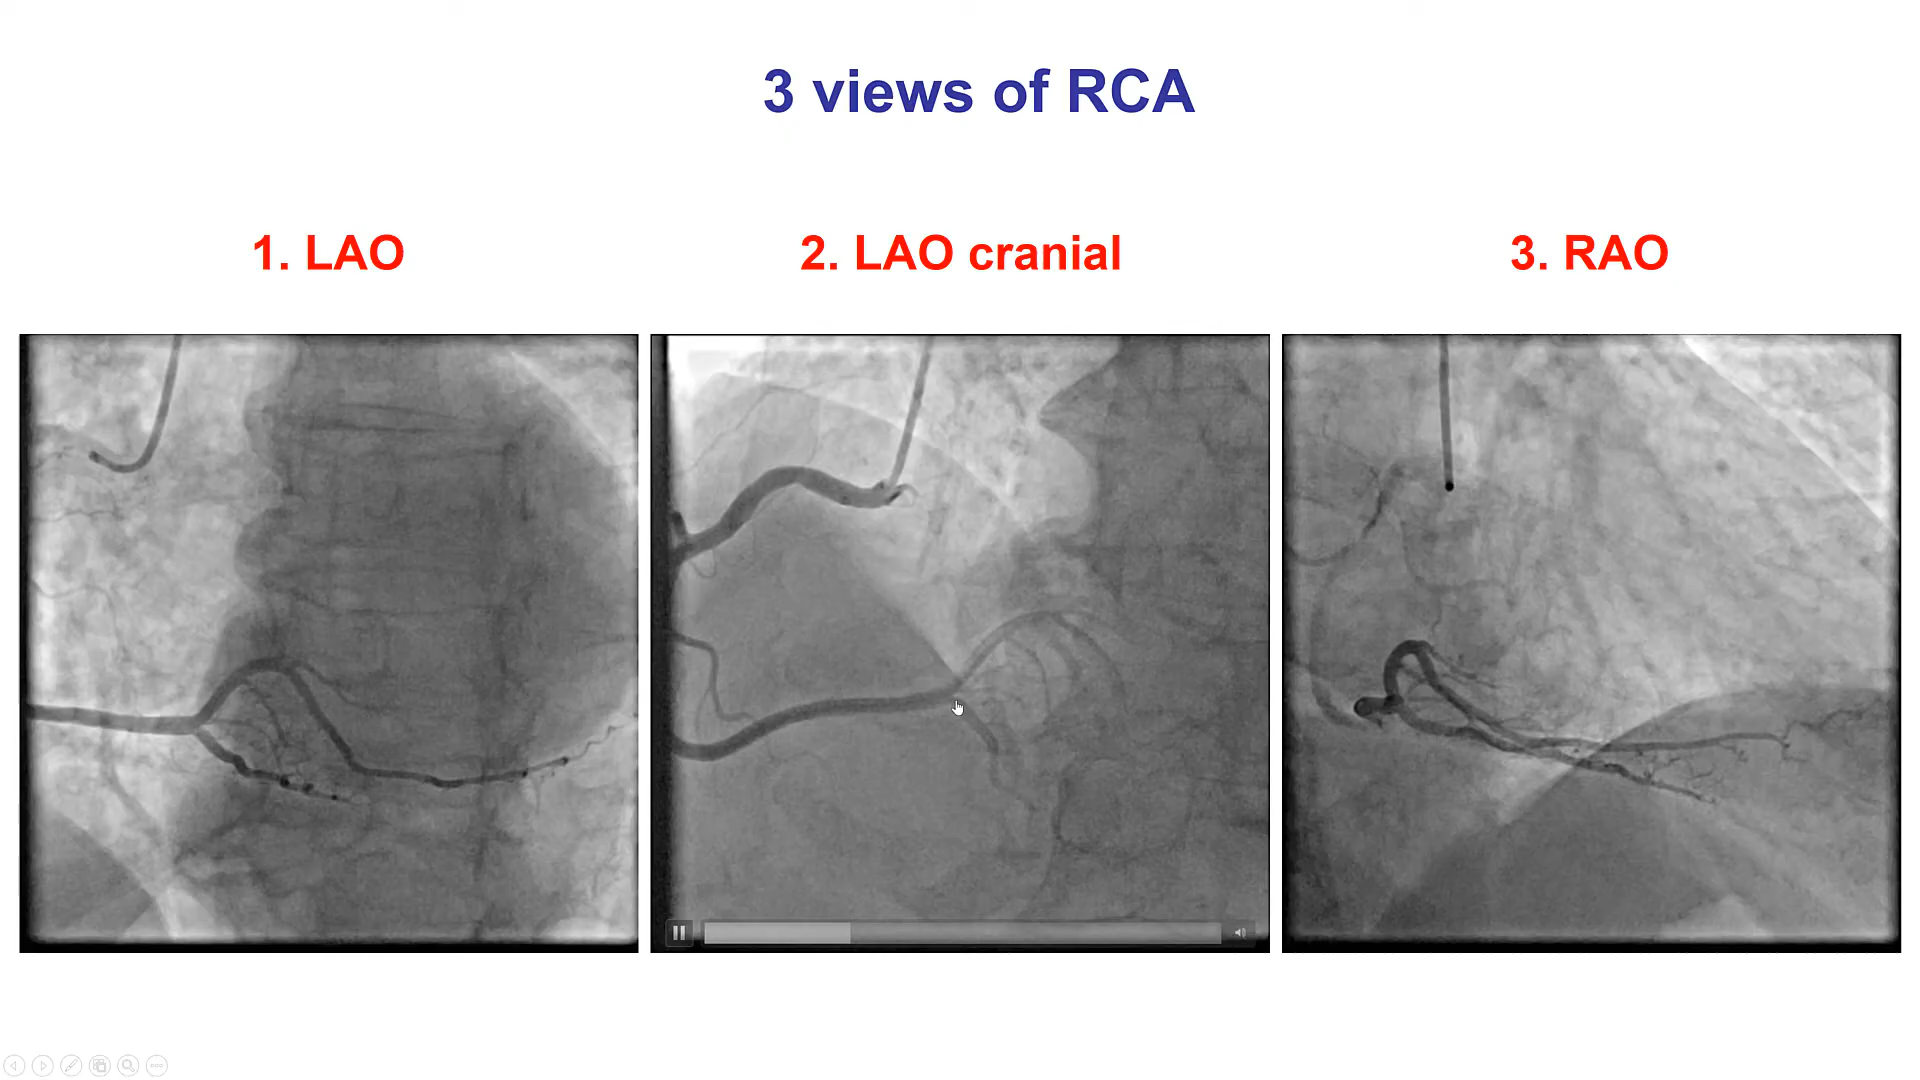 3 views of RCA
1. LAO
2. LAO cranial
3. RAO